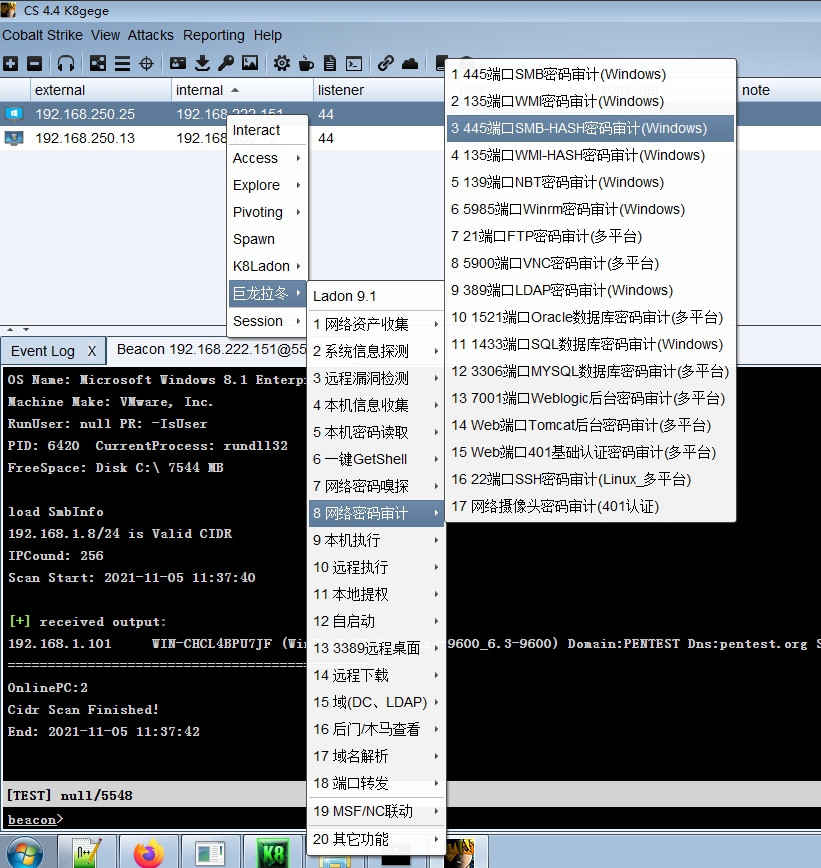 CS 4.4 K8gege
Cobalt Strike View Attacks Reporting Help
external internal listener note
192.168.250.25 192.168.222.151 44
192.168.250.13 192.168 44
Interact
Access
Explore
Pivoting
Spawn
K8Ladon
巨龙拉冬
Session
Ladon 9.1
1 网络资产收集
2 系统信息探测
3 远程漏洞检测
4 本机信息收集
5 本机密码读取
6 一键GetShell
7 网络密码嗅探
8 网络密码审计
9 本机执行
10 远程执行
11 本地提权
12 自启动
13 3389远程桌面
14 远程下载
15 域(DC、LDAP)
16 后门/木马查看
17 域名解析
18 端口转发
19 MSF/NC联动
20 其它功能
1 445端口SMB密码审计(Windows)
2 135端口WMI密码审计(Windows)
3 445端口SMB-HASH密码审计(Windows)
4 135端口WMI-HASH密码审计(Windows)
5 139端口NBT密码审计(Windows)
6 5985端口Winrm密码审计(Windows)
7 21端口FTP密码审计(多平台)
8 5900端口VNC密码审计(多平台)
9 389端口LDAP密码审计(Windows)
10 1521端口Oracle数据库密码审计(多平台)
11 1433端口SQL数据库密码审计(Windows)
12 3306端口MYSQL数据库密码审计(多平台)
13 7001端口Weblogic后台密码审计(多平台)
14 Web端口Tomcat后台密码审计(多平台)
15 Web端口401基础认证密码审计(多平台)
16 22端口SSH密码审计(Linux_多平台)
17 网络摄像头密码审计(401认证)
Event Log X Beacon 192.168.222.151@55
OS Name: Microsoft Windows 8.1 Enterp
Machine Make: VMware, Inc.
RunUser: null PR: -IsUser
PID: 6420 CurrentProcess: rundll32
FreeSpace: Disk C:\ 7544 MB
load SmbInfo
192.168.1.8/24 is Valid CIDR
IPCound: 256
Scan Start: 2021-11-05 11:37:40
[+] received output:
192.168.1.101 WIN-CHCL4BPU7JF (Wi -9600_6.3-9600) Domain:PENTEST Dns:pentest.org S
=====================================
OnlinePC:2
Cidr Scan Finished!
End: 2021-11-05 11:37:42
[TEST] null/5548
beacon>
N++
K8